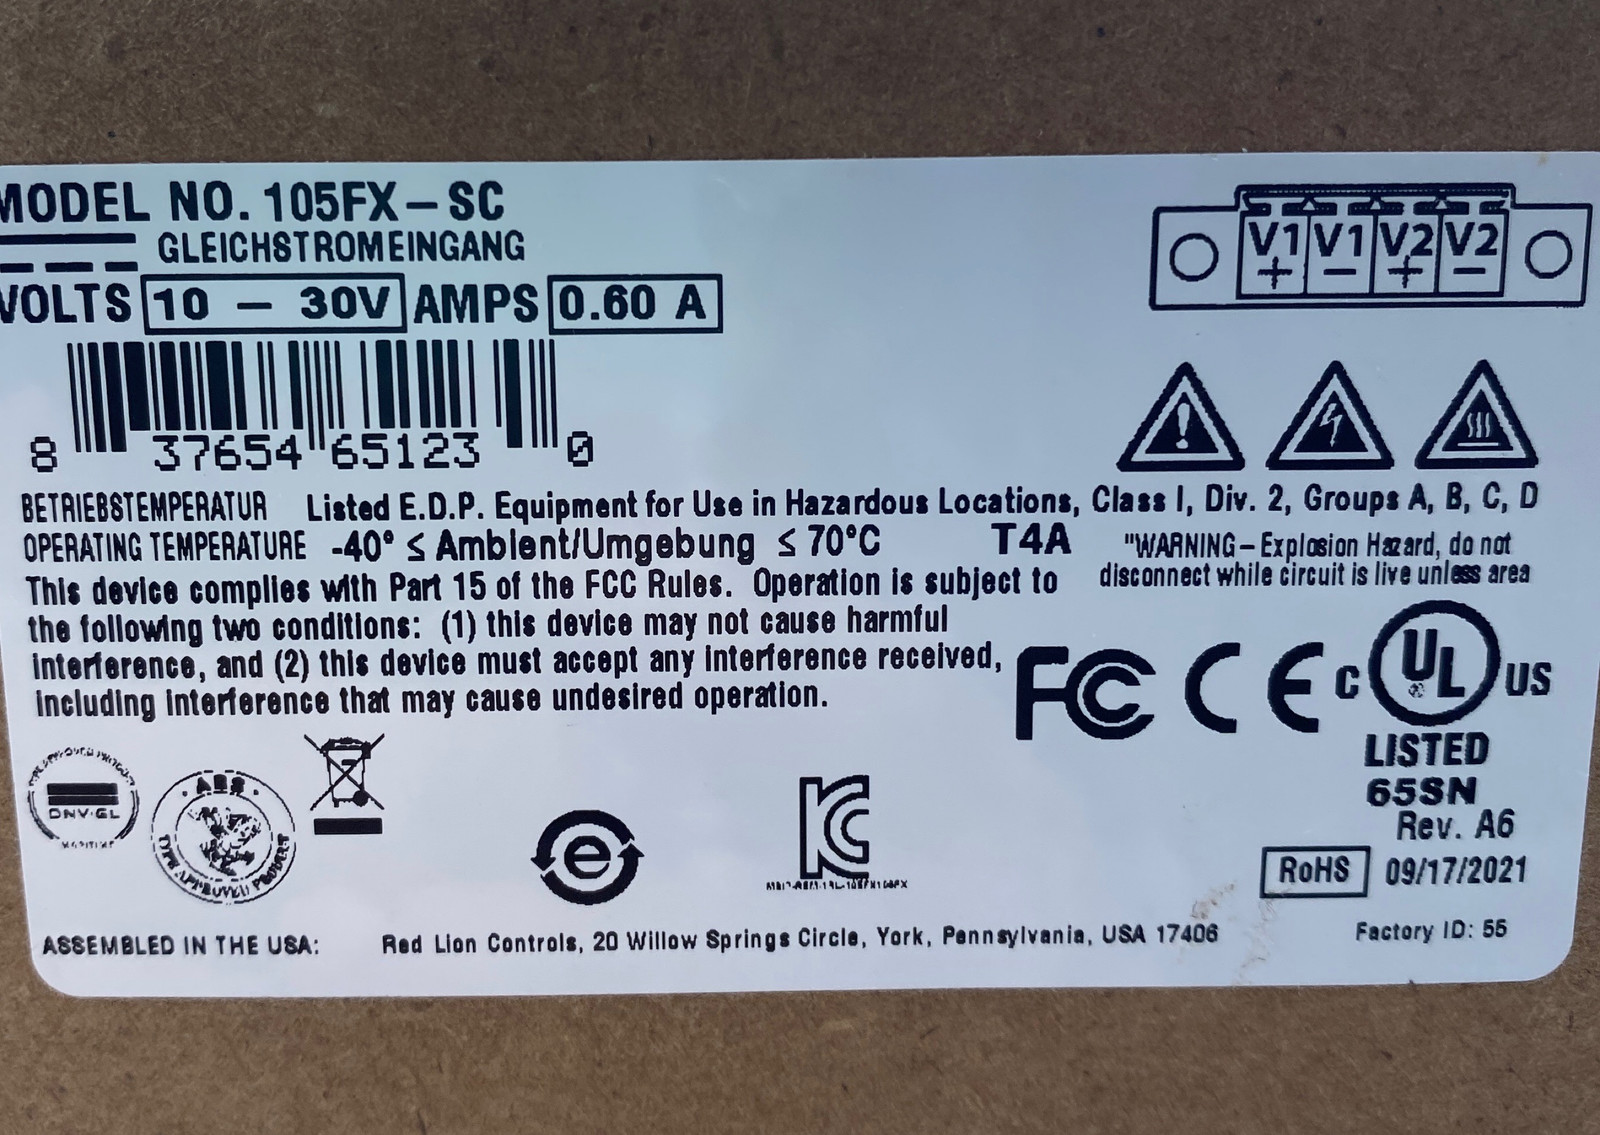 MODEL NO. 105FX–SC
GLEICHSTROMEINGANG
VOLTS 10 – 30V AMPS 0.60 A
V1 V1 V2 V2
+ – + –
8 37654 65123 0
BETRIEBSTEMPERATUR Listed E.D.P. Equipment for Use in Hazardous Locations, Class I, Div. 2, Groups A, B, C, D
OPERATING TEMPERATURE -40° ≤ Ambient/Umgebung ≤ 70°C T4A
"WARNING – Explosion Hazard, do not
disconnect while circuit is live unless area
This device complies with Part 15 of the FCC Rules. Operation is subject to
the following two conditions: (1) this device may not cause harmful
interference, and (2) this device must accept any interference received,
including interference that may cause undesired operation.
FC CE C UL US
LISTED
65SN
Rev. A6
DNV·GL
ABS
TYPE APPROVED PRODUCT
e
KC
RoHS 09/17/2021
ASSEMBLED IN THE USA: Red Lion Controls, 20 Willow Springs Circle, York, Pennsylvania, USA 17406 Factory ID: 55